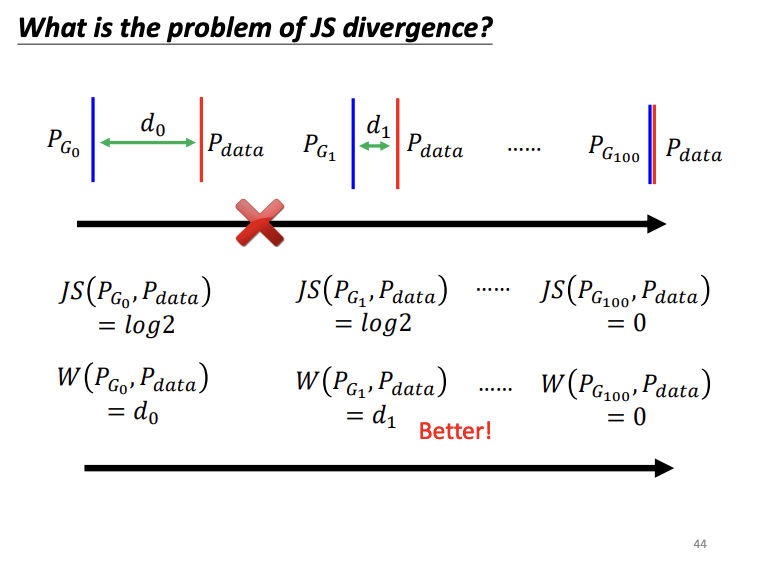 What is the problem of JS divergence?
P_{G_0} d_0 P_{data} P_{G_1} d_1 P_{data} ...... P_{G_{100}} P_{data}
JS(P_{G_0}, P_{data}) JS(P_{G_1}, P_{data}) ...... JS(P_{G_{100}}, P_{data})
= log2 = log2 = 0
W(P_{G_0}, P_{data}) W(P_{G_1}, P_{data}) ...... W(P_{G_{100}}, P_{data})
= d_0 = d_1 = 0
Better!
44